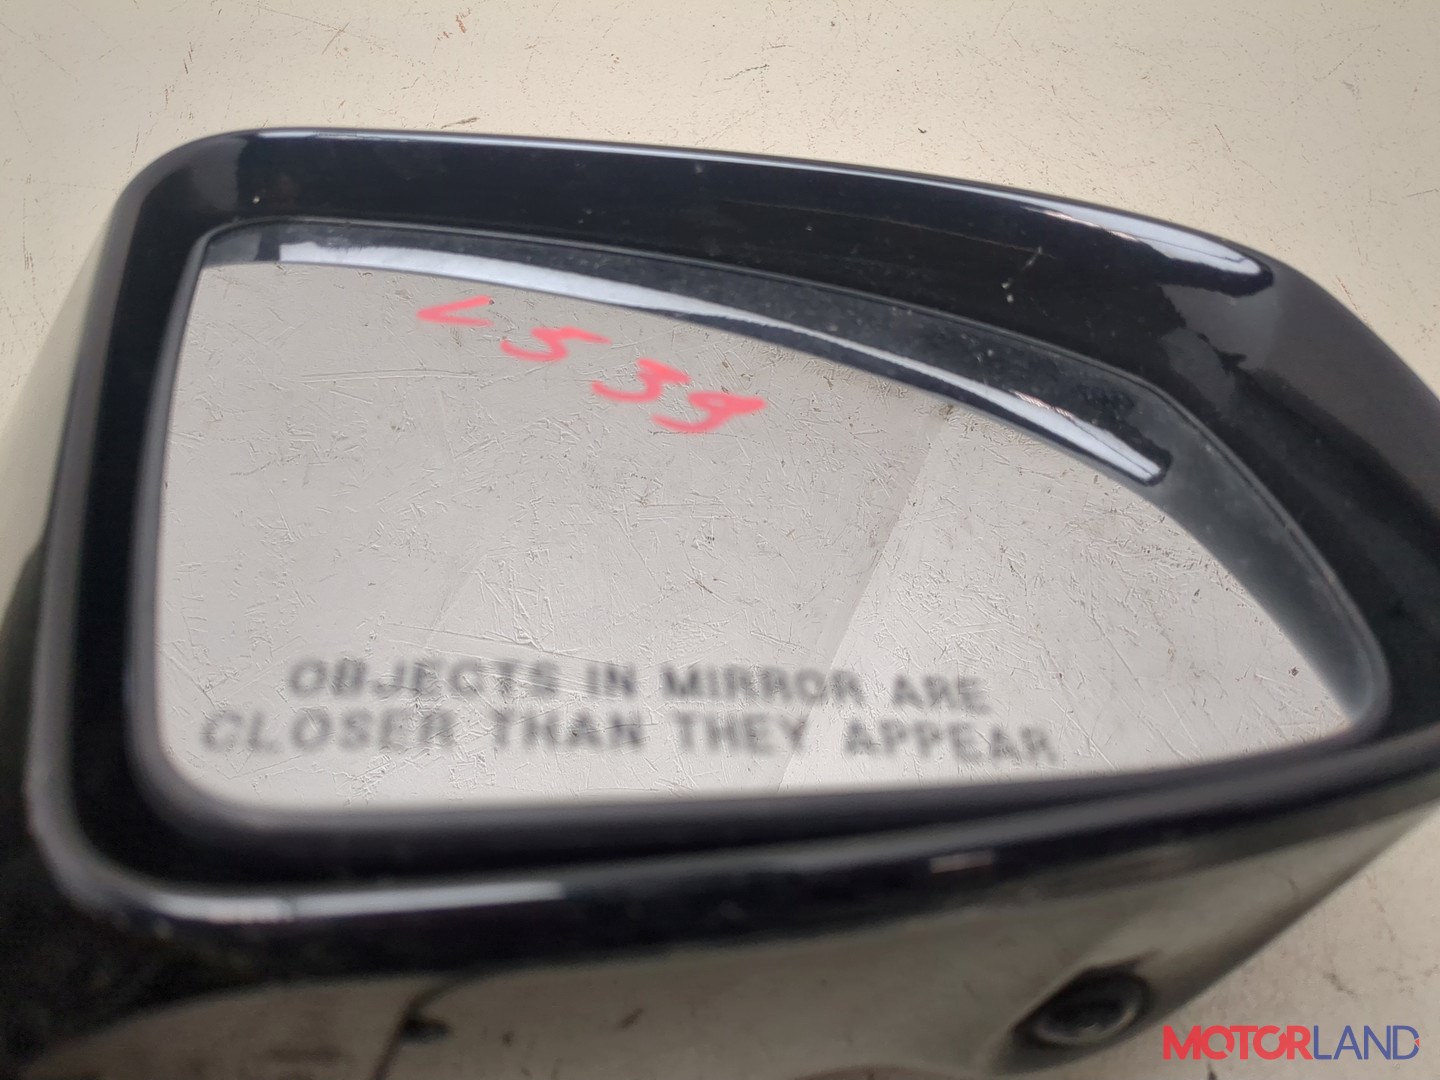 L539
OBJECTS IN MIRROR ARE
CLOSER THAN THEY APPEAR
MOTORLAND